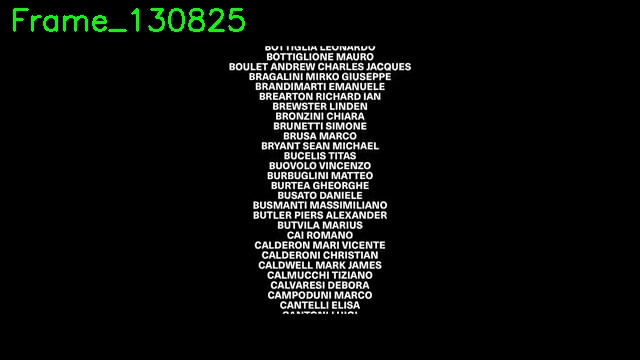 Frame_130825
BOTTIGLIA LEONARDO
BOTTIGLIONE MAURO
BOULET ANDREW CHARLES JACQUES
BRAGALINI MIRKO GIUSEPPE
BRANDIMARTI EMANUELE
BREARTON RICHARD IAN
BREWSTER LINDEN
BRONZINI CHIARA
BRUNETTI SIMONE
BRUSA MARCO
BRYANT SEAN MICHAEL
BUCELIS TITAS
BUOVOLO VINCENZO
BURBUGLINI MATTEO
BURTEA GHEORGHE
BUSATO DANIELE
BUSMANTI MASSIMILIANO
BUTLER PIERS ALEXANDER
BUTVILA MARIUS
CAI ROMANO
CALDERON MARI VICENTE
CALDERONI CHRISTIAN
CALDWELL MARK JAMES
CALMUCCHI TIZIANO
CALVARESI DEBORA
CAMPODUNI MARCO
CANTELLI ELISA